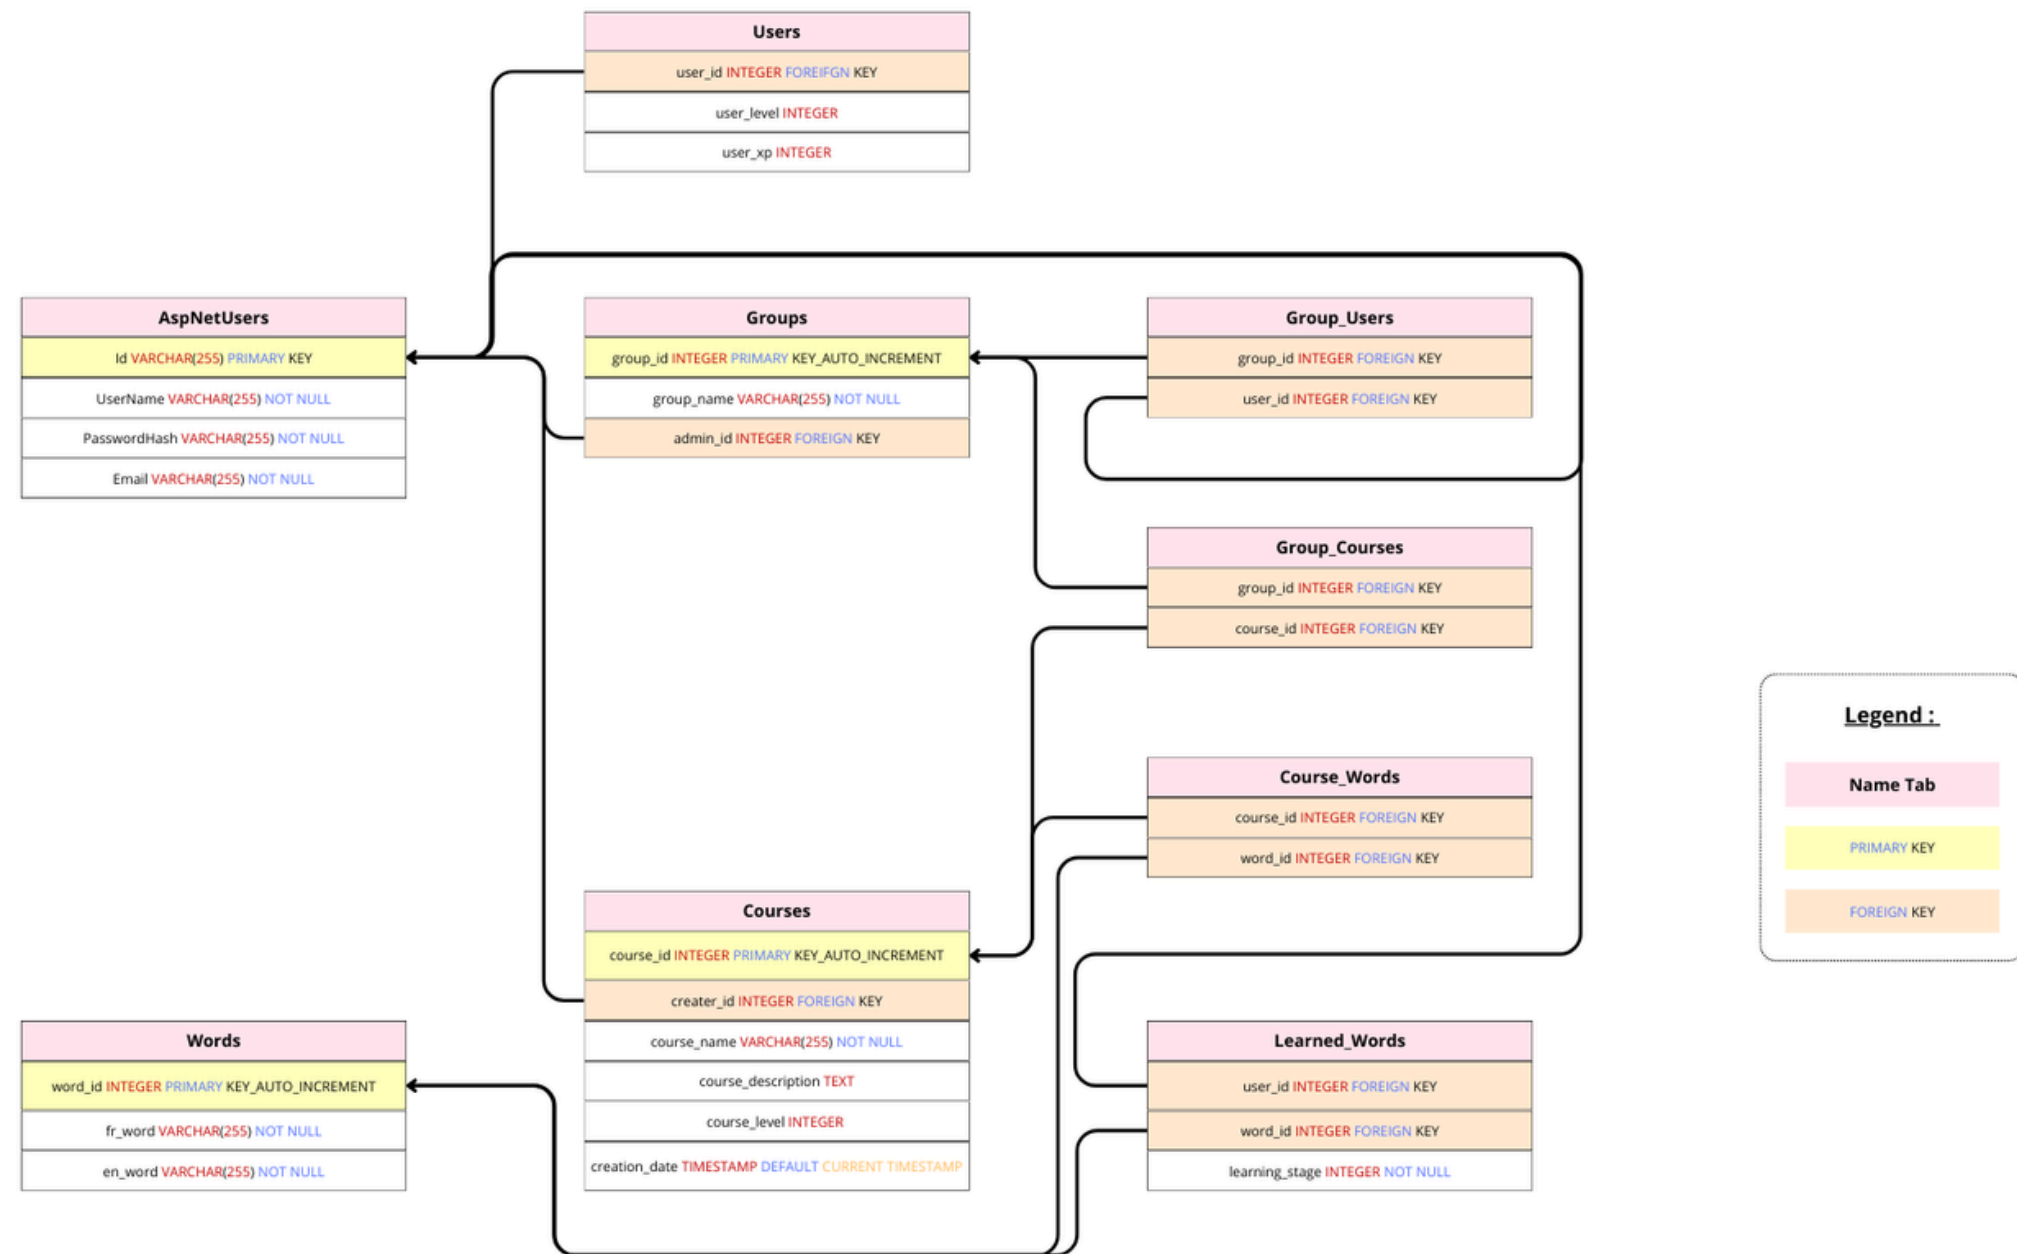 Users
user_id INTEGER FOREIFGN KEY
user_level INTEGER
user_xp INTEGER
AspNetUsers
Id VARCHAR(255) PRIMARY KEY
UserName VARCHAR(255) NOT NULL
PasswordHash VARCHAR(255) NOT NULL
Email VARCHAR(255) NOT NULL
Groups
group_id INTEGER PRIMARY KEY_AUTO_INCREMENT
group_name VARCHAR(255) NOT NULL
admin_id INTEGER FOREIGN KEY
Group_Users
group_id INTEGER FOREIGN KEY
user_id INTEGER FOREIGN KEY
Group_Courses
group_id INTEGER FOREIGN KEY
course_id INTEGER FOREIGN KEY
Course_Words
course_id INTEGER FOREIGN KEY
word_id INTEGER FOREIGN KEY
Courses
course_id INTEGER PRIMARY KEY_AUTO_INCREMENT
creater_id INTEGER FOREIGN KEY
course_name VARCHAR(255) NOT NULL
course_description TEXT
course_level INTEGER
creation_date TIMESTAMP DEFAULT CURRENT TIMESTAMP
Words
word_id INTEGER PRIMARY KEY_AUTO_INCREMENT
fr_word VARCHAR(255) NOT NULL
en_word VARCHAR(255) NOT NULL
Learned_Words
user_id INTEGER FOREIGN KEY
word_id INTEGER FOREIGN KEY
learning_stage INTEGER NOT NULL
Legend :
Name Tab
PRIMARY KEY
FOREIGN KEY